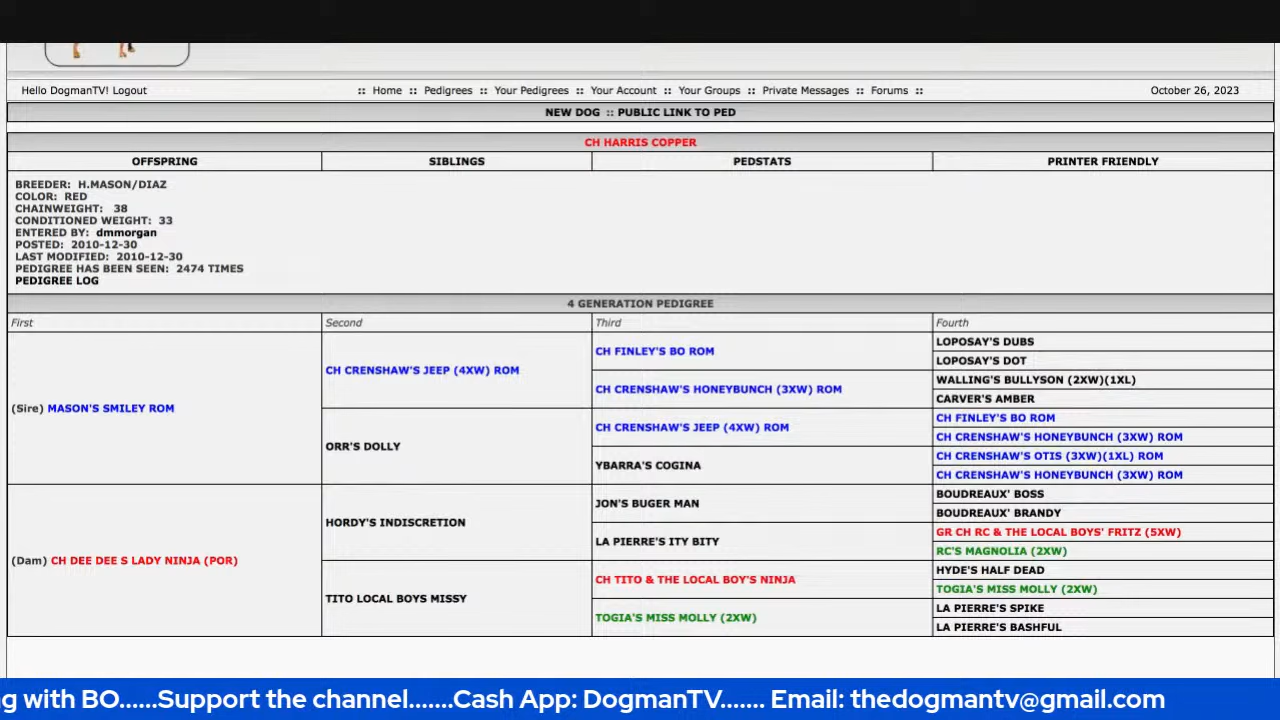 Hello DogmanTV! Logout :: Home :: Pedigrees :: Your Pedigrees :: Your Account :: Your Groups :: Private Messages :: Forums :: October 26, 2023
NEW DOG :: PUBLIC LINK TO PED
CH HARRIS COPPER
OFFSPRING SIBLINGS PEDSTATS PRINTER FRIENDLY
BREEDER: H.MASON/DIAZ
COLOR: RED
CHAINWEIGHT: 38
CONDITIONED WEIGHT: 33
ENTERED BY: dmmorgan
POSTED: 2010-12-30
LAST MODIFIED: 2010-12-30
PEDIGREE HAS BEEN SEEN: 2474 TIMES
PEDIGREE LOG
4 GENERATION PEDIGREE
First Second Third Fourth
(Sire) MASON'S SMILEY ROM
CH CRENSHAW'S JEEP (4XW) ROM
CH FINLEY'S BO ROM
LOPOSAY'S DUBS
LOPOSAY'S DOT
CH CRENSHAW'S HONEYBUNCH (3XW) ROM
WALLING'S BULLYSON (2XW)(1XL)
CARVER'S AMBER
ORR'S DOLLY
CH CRENSHAW'S JEEP (4XW) ROM
CH FINLEY'S BO ROM
CH CRENSHAW'S HONEYBUNCH (3XW) ROM
YBARRA'S COGINA
CH CRENSHAW'S OTIS (3XW)(1XL) ROM
CH CRENSHAW'S HONEYBUNCH (3XW) ROM
(Dam) CH DEE DEE S LADY NINJA (POR)
HORDY'S INDISCRETION
JON'S BUGER MAN
BOUDREAUX' BOSS
BOUDREAUX' BRANDY
LA PIERRE'S ITY BITY
GR CH RC & THE LOCAL BOYS' FRITZ (5XW)
RC'S MAGNOLIA (2XW)
TITO LOCAL BOYS MISSY
CH TITO & THE LOCAL BOY'S NINJA
HYDE'S HALF DEAD
TOGIA'S MISS MOLLY (2XW)
TOGIA'S MISS MOLLY (2XW)
LA PIERRE'S SPIKE
LA PIERRE'S BASHFUL
g with BO......Support the channel.......Cash App: DogmanTV....... Email: thedogmantv@gmail.com